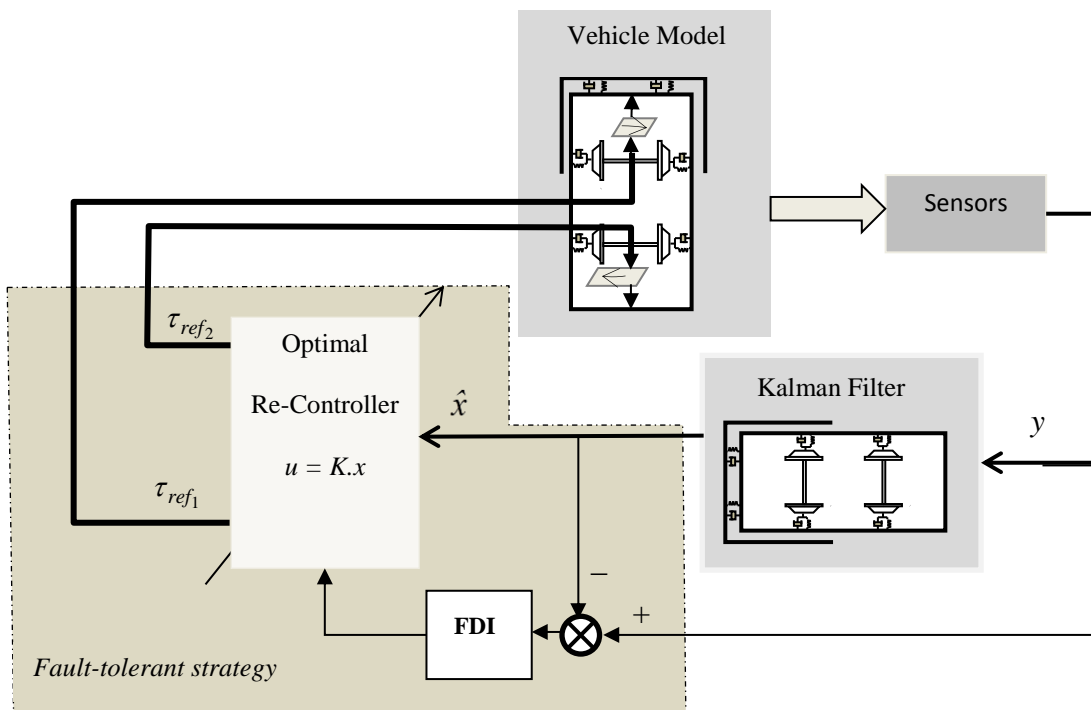 Vehicle Model
Sensors
τref2
Optimal
Re-Controller
u = K.x
x̂
Kalman Filter
y
τref1
−
+
FDI
Fault-tolerant strategy